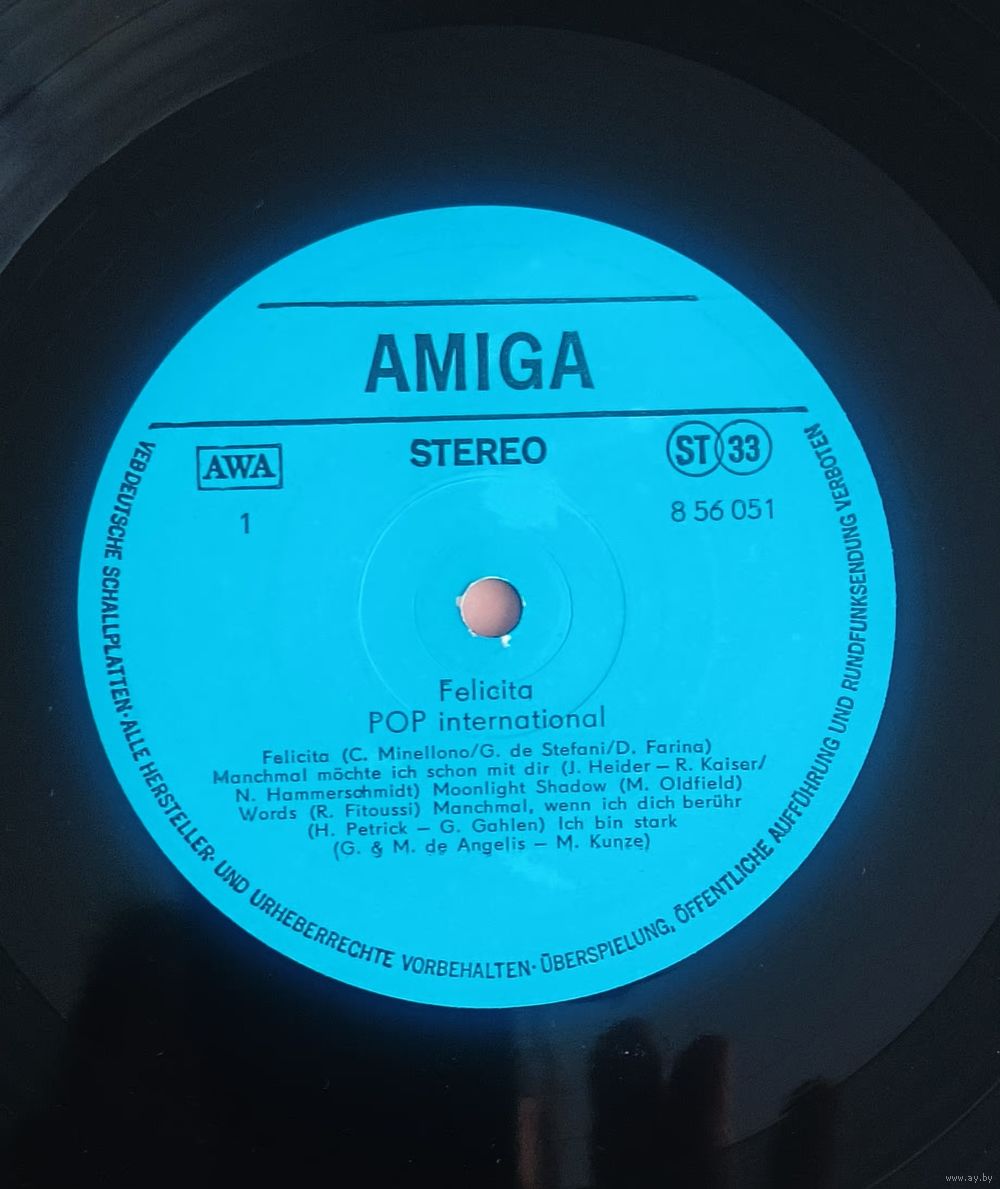 AMIGA
AWA
STEREO
ST 33
1
8 56 051
Felicita
POP international
Felicita (C. Minellono/G. de Stefani/D. Farina)
Manchmal möchte ich schon mit dir (J. Heider – R. Kaiser/
N. Hammerschmidt) Moonlight Shadow (M. Oldfield)
Words (R. Fitoussi) Manchmal, wenn ich dich berühr
(H. Petrick – G. Gahlen) Ich bin stark
(G. & M. de Angelis – M. Kunze)
VEB DEUTSCHE SCHALLPLATTEN·ALLE HERSTELLER- UND URHEBERRECHTE VORBEHALTEN·ÜBERSPIELUNG, ÖFFENTLICHE AUFFÜHRUNG UND RUNDFUNKSENDUNG VERBOTEN
www.ay.by